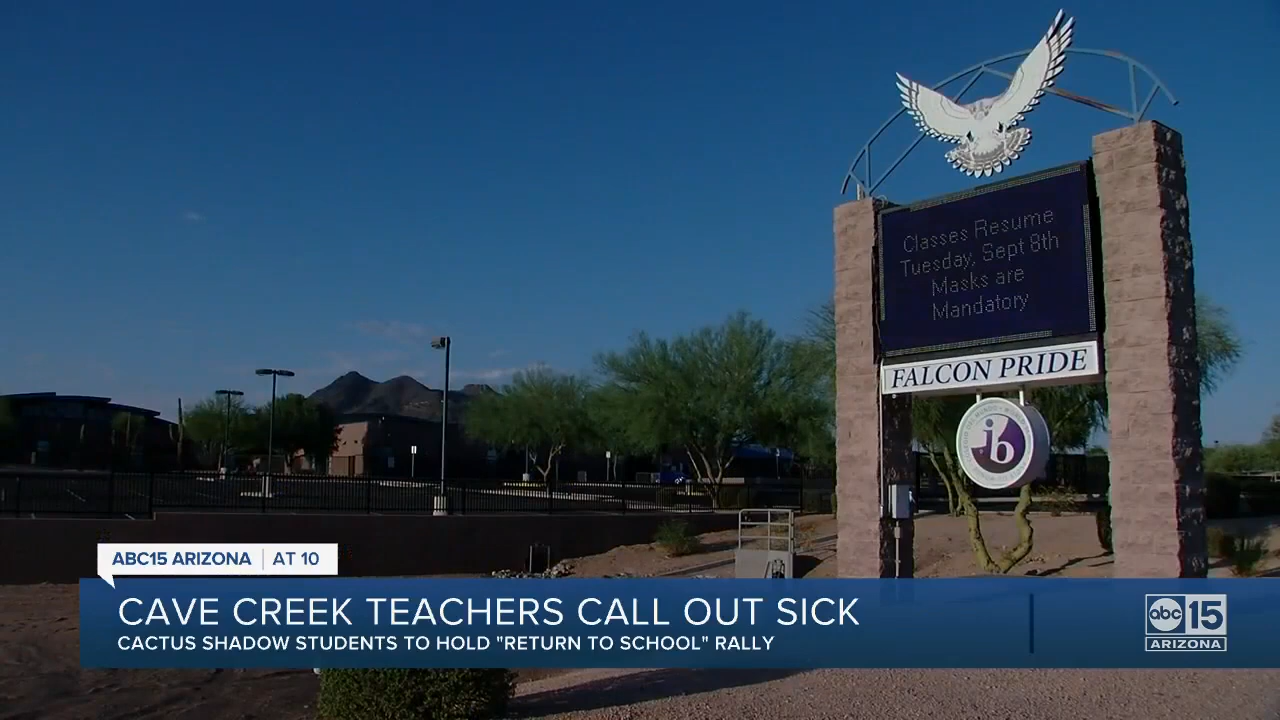 Classes Resume
Tuesday, Sept 8th
Masks are
Mandatory
FALCON PRIDE
ib
ABC15 ARIZONA | AT 10
CAVE CREEK TEACHERS CALL OUT SICK
CACTUS SHADOW STUDENTS TO HOLD "RETURN TO SCHOOL" RALLY
abc 15
ARIZONA